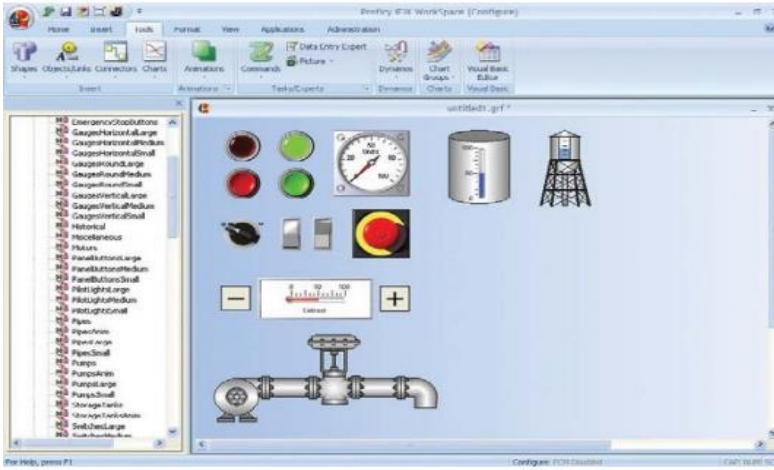 Proficy iFIX WorkSpace (Configure)
Home Insert Tools Format View Applications Administration
Shapes Objects/Links Connectors Charts Animations Commands Data Entry Expert Dynamos Chart Groups Visual Basic Editor
Picture
Insert Animations Tasks/Experts Dynamos Charts Visual Basic
untitled1.grf *
EmergencyStopButtons
GaugesHorizontalLarge
GaugesHorizontalMedium
GaugesHorizontalSmall
GaugesRoundLarge
GaugesRoundMedium
GaugesRoundSmall
GaugesVerticalLarge
GaugesVerticalMedium
GaugesVerticalSmall
Historical
Miscellaneous
Motors
PanelButtonsLarge
PanelButtonsMedium
PanelButtonsSmall
PilotLightsLarge
PilotLightsMedium
PilotLightsSmall
Pipes
PipesAnim
PipesLarge
PipesSmall
Pumps
PumpsAnim
PumpsLarge
PumpsSmall
StorageTanks
StorageTanksAnim
SwitchesLarge
SwitchesMedium
0 50 100
For Help, press F1
Configure